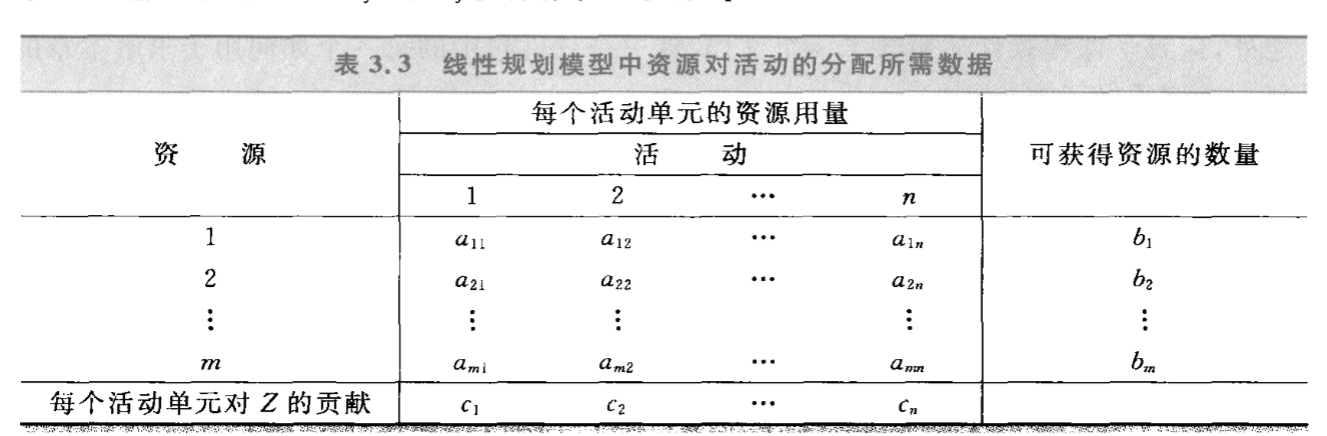 表 3.3 线性规划模型中资源对活动的分配所需数据
资 源
每个活动单元的资源用量
可获得资源的数量
活 动
1 2 … n
1 a₁₁ a₁₂ … a₁ₙ b₁
2 a₂₁ a₂₂ … a₂ₙ b₂
⋮ ⋮ ⋮ ⋮ ⋮
m aₘ₁ aₘ₂ … aₘₙ bₘ
每个活动单元对 Z 的贡献 c₁ c₂ … cₙ